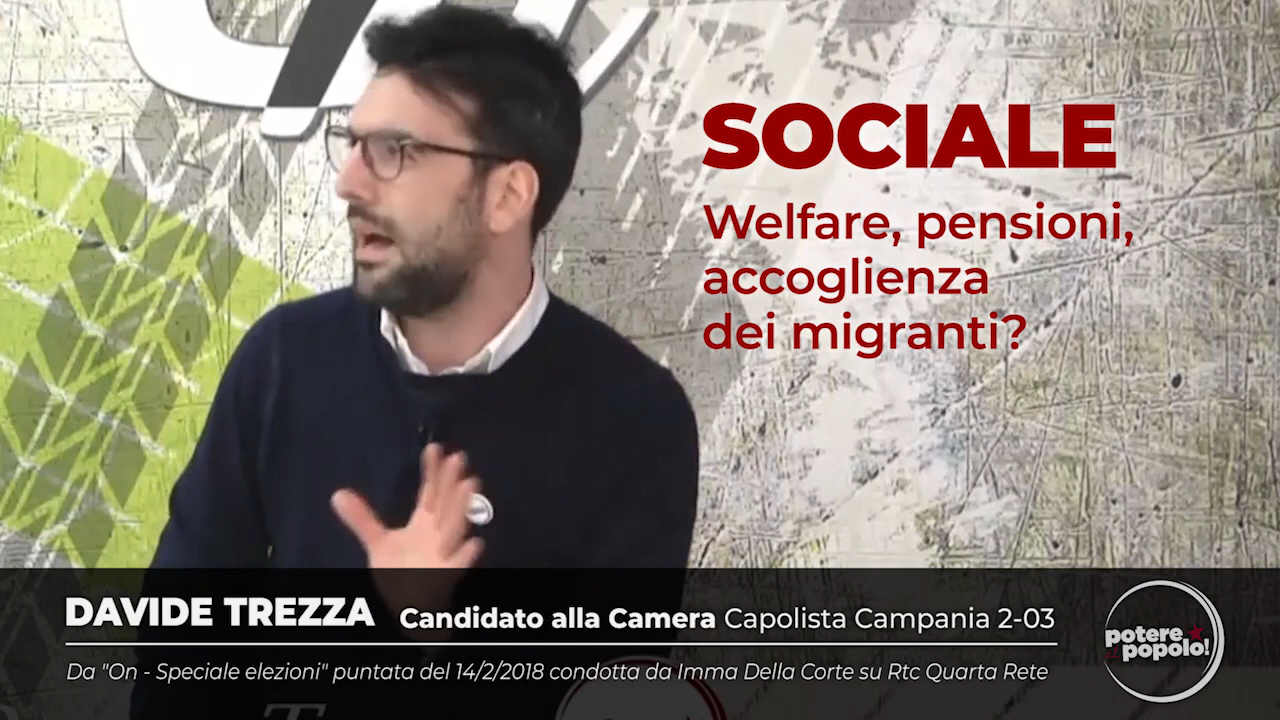 SOCIALE
Welfare, pensioni,
accoglienza
dei migranti?
DAVIDE TREZZA Candidato alla Camera Capolista Campania 2-03
Da "On - Speciale elezioni" puntata del 14/2/2018 condotta da Imma Della Corte su Rtc Quarta Rete
potere
al popolo!